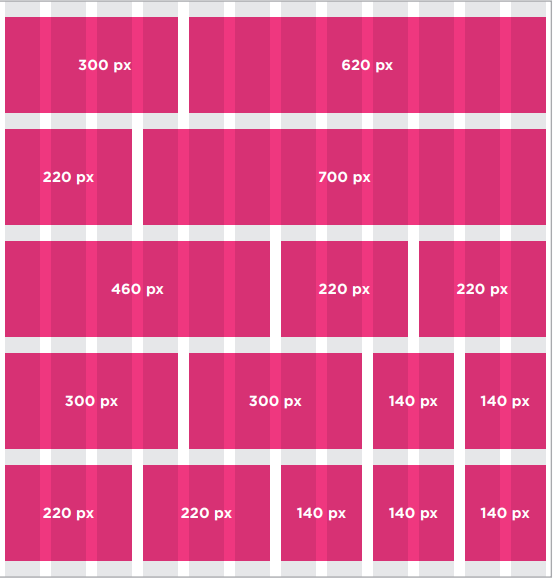 300 px 620 px
220 px 700 px
460 px 220 px 220 px
300 px 300 px 140 px 140 px
220 px 220 px 140 px 140 px 140 px